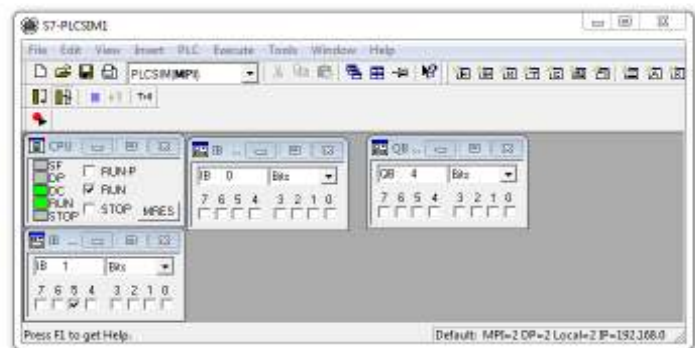 S7-PLCSIM1
File Edit View Insert PLC Execute Tools Window Help
PLCSIM(MPI)
T=0
CPU
SF
DP
DC
RUN
STOP
RUN-P
RUN
STOP
MRES
IB ...
IB 0 Bits
7 6 5 4 3 2 1 0
QB ...
QB 4 Bits
7 6 5 4 3 2 1 0
IB ...
IB 1 Bits
7 6 5 4 3 2 1 0
Press F1 to get Help.
Default: MPI=2 DP=2 Local=2 IP=192.168.0